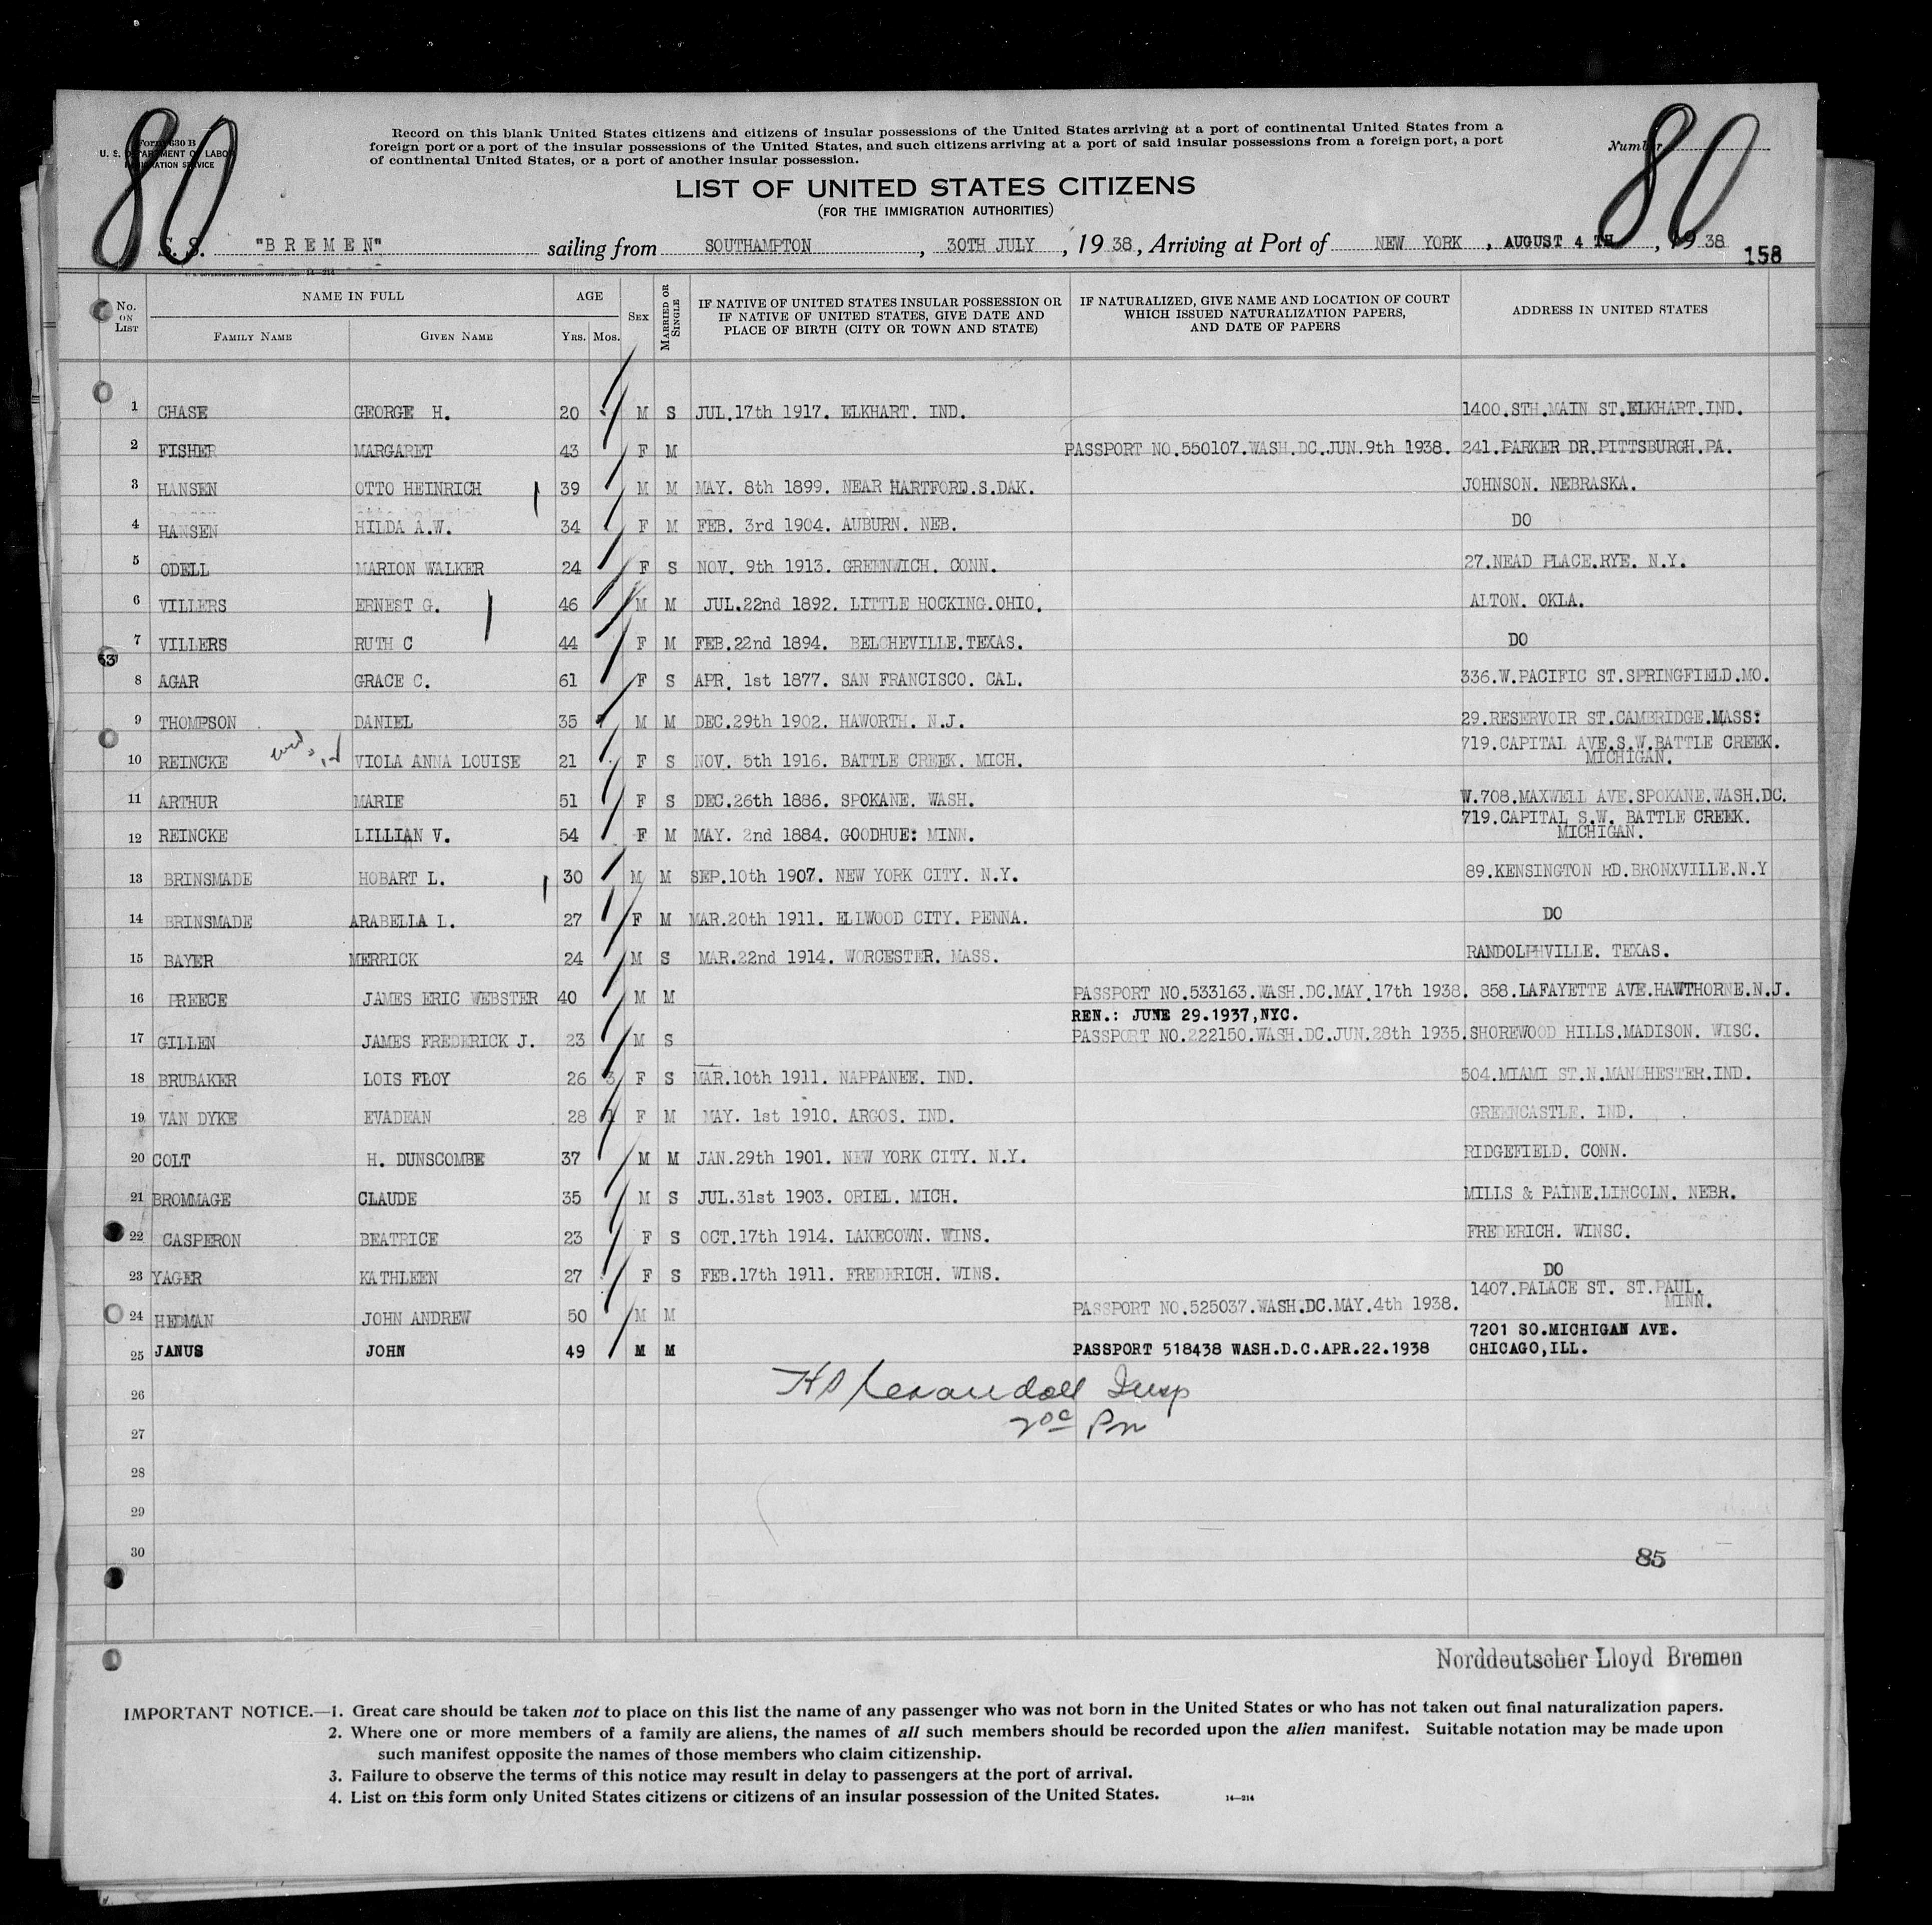 80
80
Form 630 B
U. S. DEPARTMENT OF LABOR
IMMIGRATION SERVICE
Number
Record on this blank United States citizens and citizens of insular possessions of the United States arriving at a port of continental United States from a
foreign port or a port of the insular possessions of the United States, and such citizens arriving at a port of said insular possessions from a foreign port, a port
of continental United States, or a port of another insular possession.
LIST OF UNITED STATES CITIZENS
(FOR THE IMMIGRATION AUTHORITIES)
S. S. "BREMEN" sailing from SOUTHAMPTON, 30TH JULY, 19 38, Arriving at Port of NEW YORK, AUGUST 4 TH, 19 38
158
No. ON LIST NAME IN FULL AGE SEX MARRIED OR SINGLE IF NATIVE OF UNITED STATES INSULAR POSSESSION OR IF NATIVE OF UNITED STATES, GIVE DATE AND PLACE OF BIRTH (CITY OR TOWN AND STATE) IF NATURALIZED, GIVE NAME AND LOCATION OF COURT WHICH ISSUED NATURALIZATION PAPERS, AND DATE OF PAPERS ADDRESS IN UNITED STATES
FAMILY NAME GIVEN NAME YRS. MOS.
1 CHASE GEORGE H. 20 M S JUL.17th 1917. ELKHART. IND. 1400.STH.MAIN ST.ELKHART.IND.
2 FISHER MARGARET 43 F M PASSPORT NO.550107.WASH.DC.JUN.9th 1938. 241.PARKER DR.PITTSBURGH.PA.
3 HANSEN OTTO HEINRICH 39 M M MAY. 8th 1899. NEAR HARTFORD.S.DAK. JOHNSON. NEBRASKA.
4 HANSEN HILDA A.W. 34 F M FEB. 3rd 1904. AUBURN. NEB. DO
5 ODELL MARION WALKER 24 F S NOV. 9th 1913. GREENWICH. CONN. 27.NEAD PLACE.RYE. N.Y.
6 VILLERS ERNEST G. 46 M M JUL.22nd 1892. LITTLE HOCKING.OHIO. ALTON. OKLA.
7 VILLERS RUTH C 44 F M FEB.22nd 1894. BELCHEVILLE.TEXAS. DO
53
8 AGAR GRACE C. 61 F S APR. 1st 1877. SAN FRANCISCO. CAL. 336.W.PACIFIC ST.SPRINGFIELD.MO.
9 THOMPSON DANIEL 35 M M DEC.29th 1902. HAWORTH. N.J. 29.RESERVOIR ST.CAMBRIDGE.MASS:
719.CAPITAL AVE.S.W.BATTLE CREEK.
10 REINCKE VIOLA ANNA LOUISE 21 F S NOV. 5th 1916. BATTLE CREEK. MICH. MICHIGAN.
11 ARTHUR MARIE 51 F S DEC.26th 1886. SPOKANE. WASH. W.708.MAXWELL AVE.SPOKANE.WASH.DC.
719.CAPITAL S.W. BATTLE CREEK.
12 REINCKE LILLIAN V. 54 F M MAY. 2nd 1884. GOODHUE: MINN. MICHIGAN.
13 BRINSMADE HOBART L. 30 M M SEP.10th 1907. NEW YORK CITY. N.Y. 89.KENSINGTON RD.BRONXVILLE.N.Y
14 BRINSMADE ARABELLA L. 27 F M MAR.20th 1911. ELLWOOD CITY. PENNA. DO
15 BAYER MERRICK 24 M S MAR.22nd 1914. WORCESTER. MASS. RANDOLPHVILLE. TEXAS.
16 PREECE JAMES ERIC WEBSTER 40 M M PASSPORT NO.533163.WASH.DC.MAY.17th 1938. 858.LAFAYETTE AVE.HAWTHORNE.N.J.
REN.: JUNE 29.1937,NYC.
17 GILLEN JAMES FREDERICK J. 23 M S PASSPORT NO.222150.WASH.DC.JUN.28th 1935. SHOREWOOD HILLS.MADISON. WISC.
18 BRUBAKER LOIS FLOY 26 3 F S MAR.10th 1911. NAPPANEE. IND. 504.MIAMI ST.N.MANCHESTER.IND.
19 VAN DYKE EVADEAN 28 1 F M MAY. 1st 1910. ARGOS. IND. GREENCASTLE. IND.
20 COLT H. DUNSCOMBE 37 M M JAN.29th 1901. NEW YORK CITY. N.Y. RIDGEFIELD. CONN.
21 BROMMAGE CLAUDE 35 M S JUL.31st 1903. ORIEL. MICH. MILLS & PAINE.LINCOLN. NEBR.
22 CASPERON BEATRICE 23 F S OCT.17th 1914. LAKECOWN. WINS. FREDERICH. WINSC.
23 YAGER KATHLEEN 27 F S FEB.17th 1911. FREDERICH. WINS. DO
1407.PALACE ST. ST.PAUL.
24 HEDMAN JOHN ANDREW 50 M M PASSPORT NO.525037.WASH.DC.MAY.4th 1938. MINN.
7201 SO.MICHIGAN AVE.
25 JANUS JOHN 49 M M PASSPORT 518438 WASH.D.C.APR.22.1938 CHICAGO,ILL.
26
Insp
27
28
29
30
85
Norddeutscher Lloyd Bremen
IMPORTANT NOTICE.—1. Great care should be taken not to place on this list the name of any passenger who was not born in the United States or who has not taken out final naturalization papers.
2. Where one or more members of a family are aliens, the names of all such members should be recorded upon the alien manifest. Suitable notation may be made upon
such manifest opposite the names of those members who claim citizenship.
3. Failure to observe the terms of this notice may result in delay to passengers at the port of arrival.
4. List on this form only United States citizens or citizens of an insular possession of the United States.
14—214